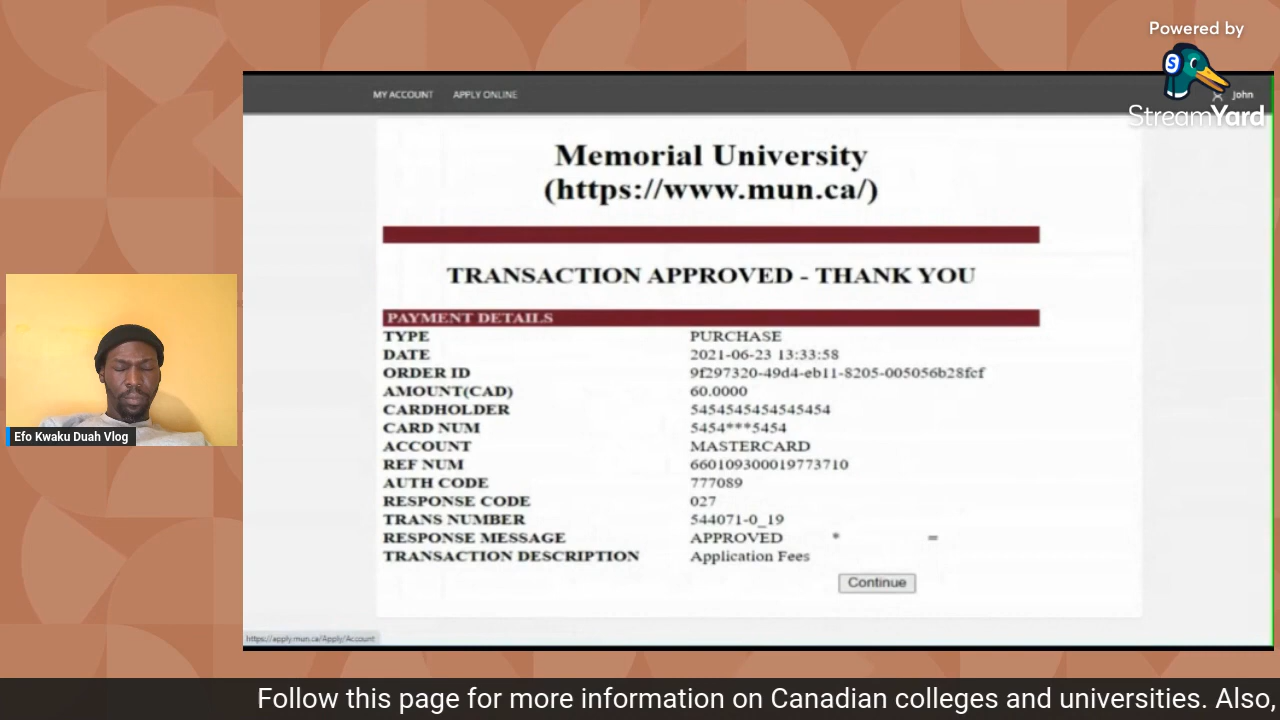 Powered by
StreamYard
MY ACCOUNT APPLY ONLINE John
Memorial University
(https://www.mun.ca/)
TRANSACTION APPROVED - THANK YOU
PAYMENT DETAILS
TYPE PURCHASE
DATE 2021-06-23 13:33:58
ORDER ID 9f297320-49d4-eb11-8205-005056b28fcf
AMOUNT(CAD) 60.0000
CARDHOLDER 5454545454545454
CARD NUM 5454***5454
ACCOUNT MASTERCARD
REF NUM 660109300019773710
AUTH CODE 777089
RESPONSE CODE 027
TRANS NUMBER 544071-0_19
RESPONSE MESSAGE APPROVED * =
TRANSACTION DESCRIPTION Application Fees
Continue
https://apply.mun.ca/Apply/Account
Efo Kwaku Duah Vlog
Follow this page for more information on Canadian colleges and universities. Also,